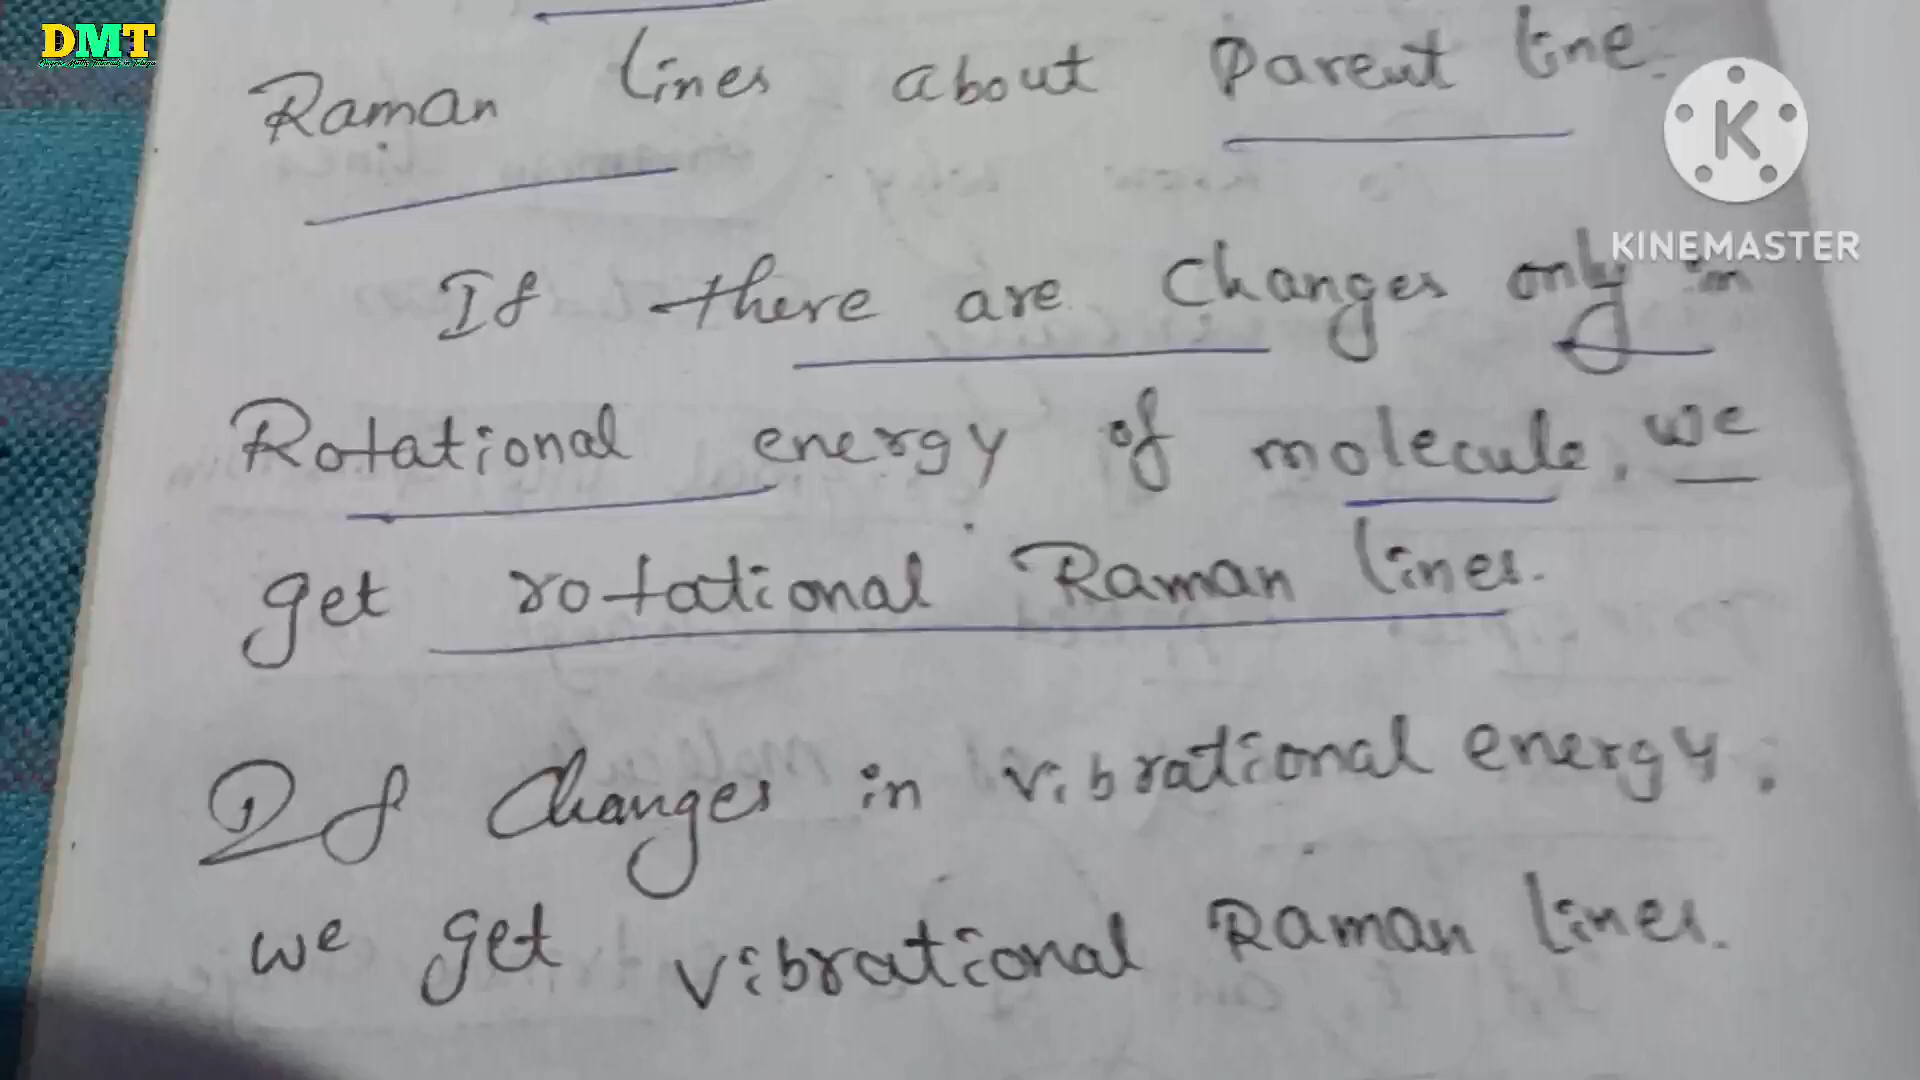 DMT
Raman lines about Parent line.
KINEMASTER
If there are changes only in
Rotational energy of molecule, we
get rotational Raman lines.
If changes in vibrational energy,
we get vibrational Raman lines.